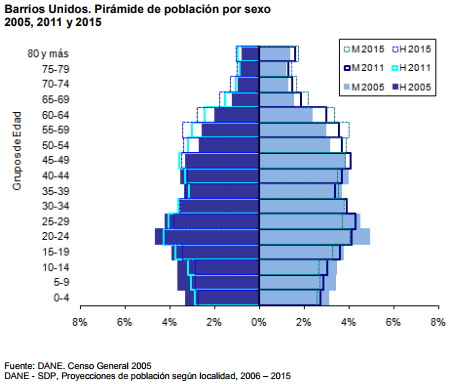 Barrios Unidos. Pirámide de población por sexo
2005, 2011 y 2015
M2015 H2015
M2011 H2011
M2005 H2005
Grupos de Edad
80 y más
75-79
70-74
65-69
60-64
55-59
50-54
45-49
40-44
35-39
30-34
25-29
20-24
15-19
10-14
5-9
0-4
8% 6% 4% 2% 0% 2% 4% 6% 8%
Fuente: DANE. Censo General 2005
DANE - SDP, Proyecciones de población según localidad, 2006 – 2015